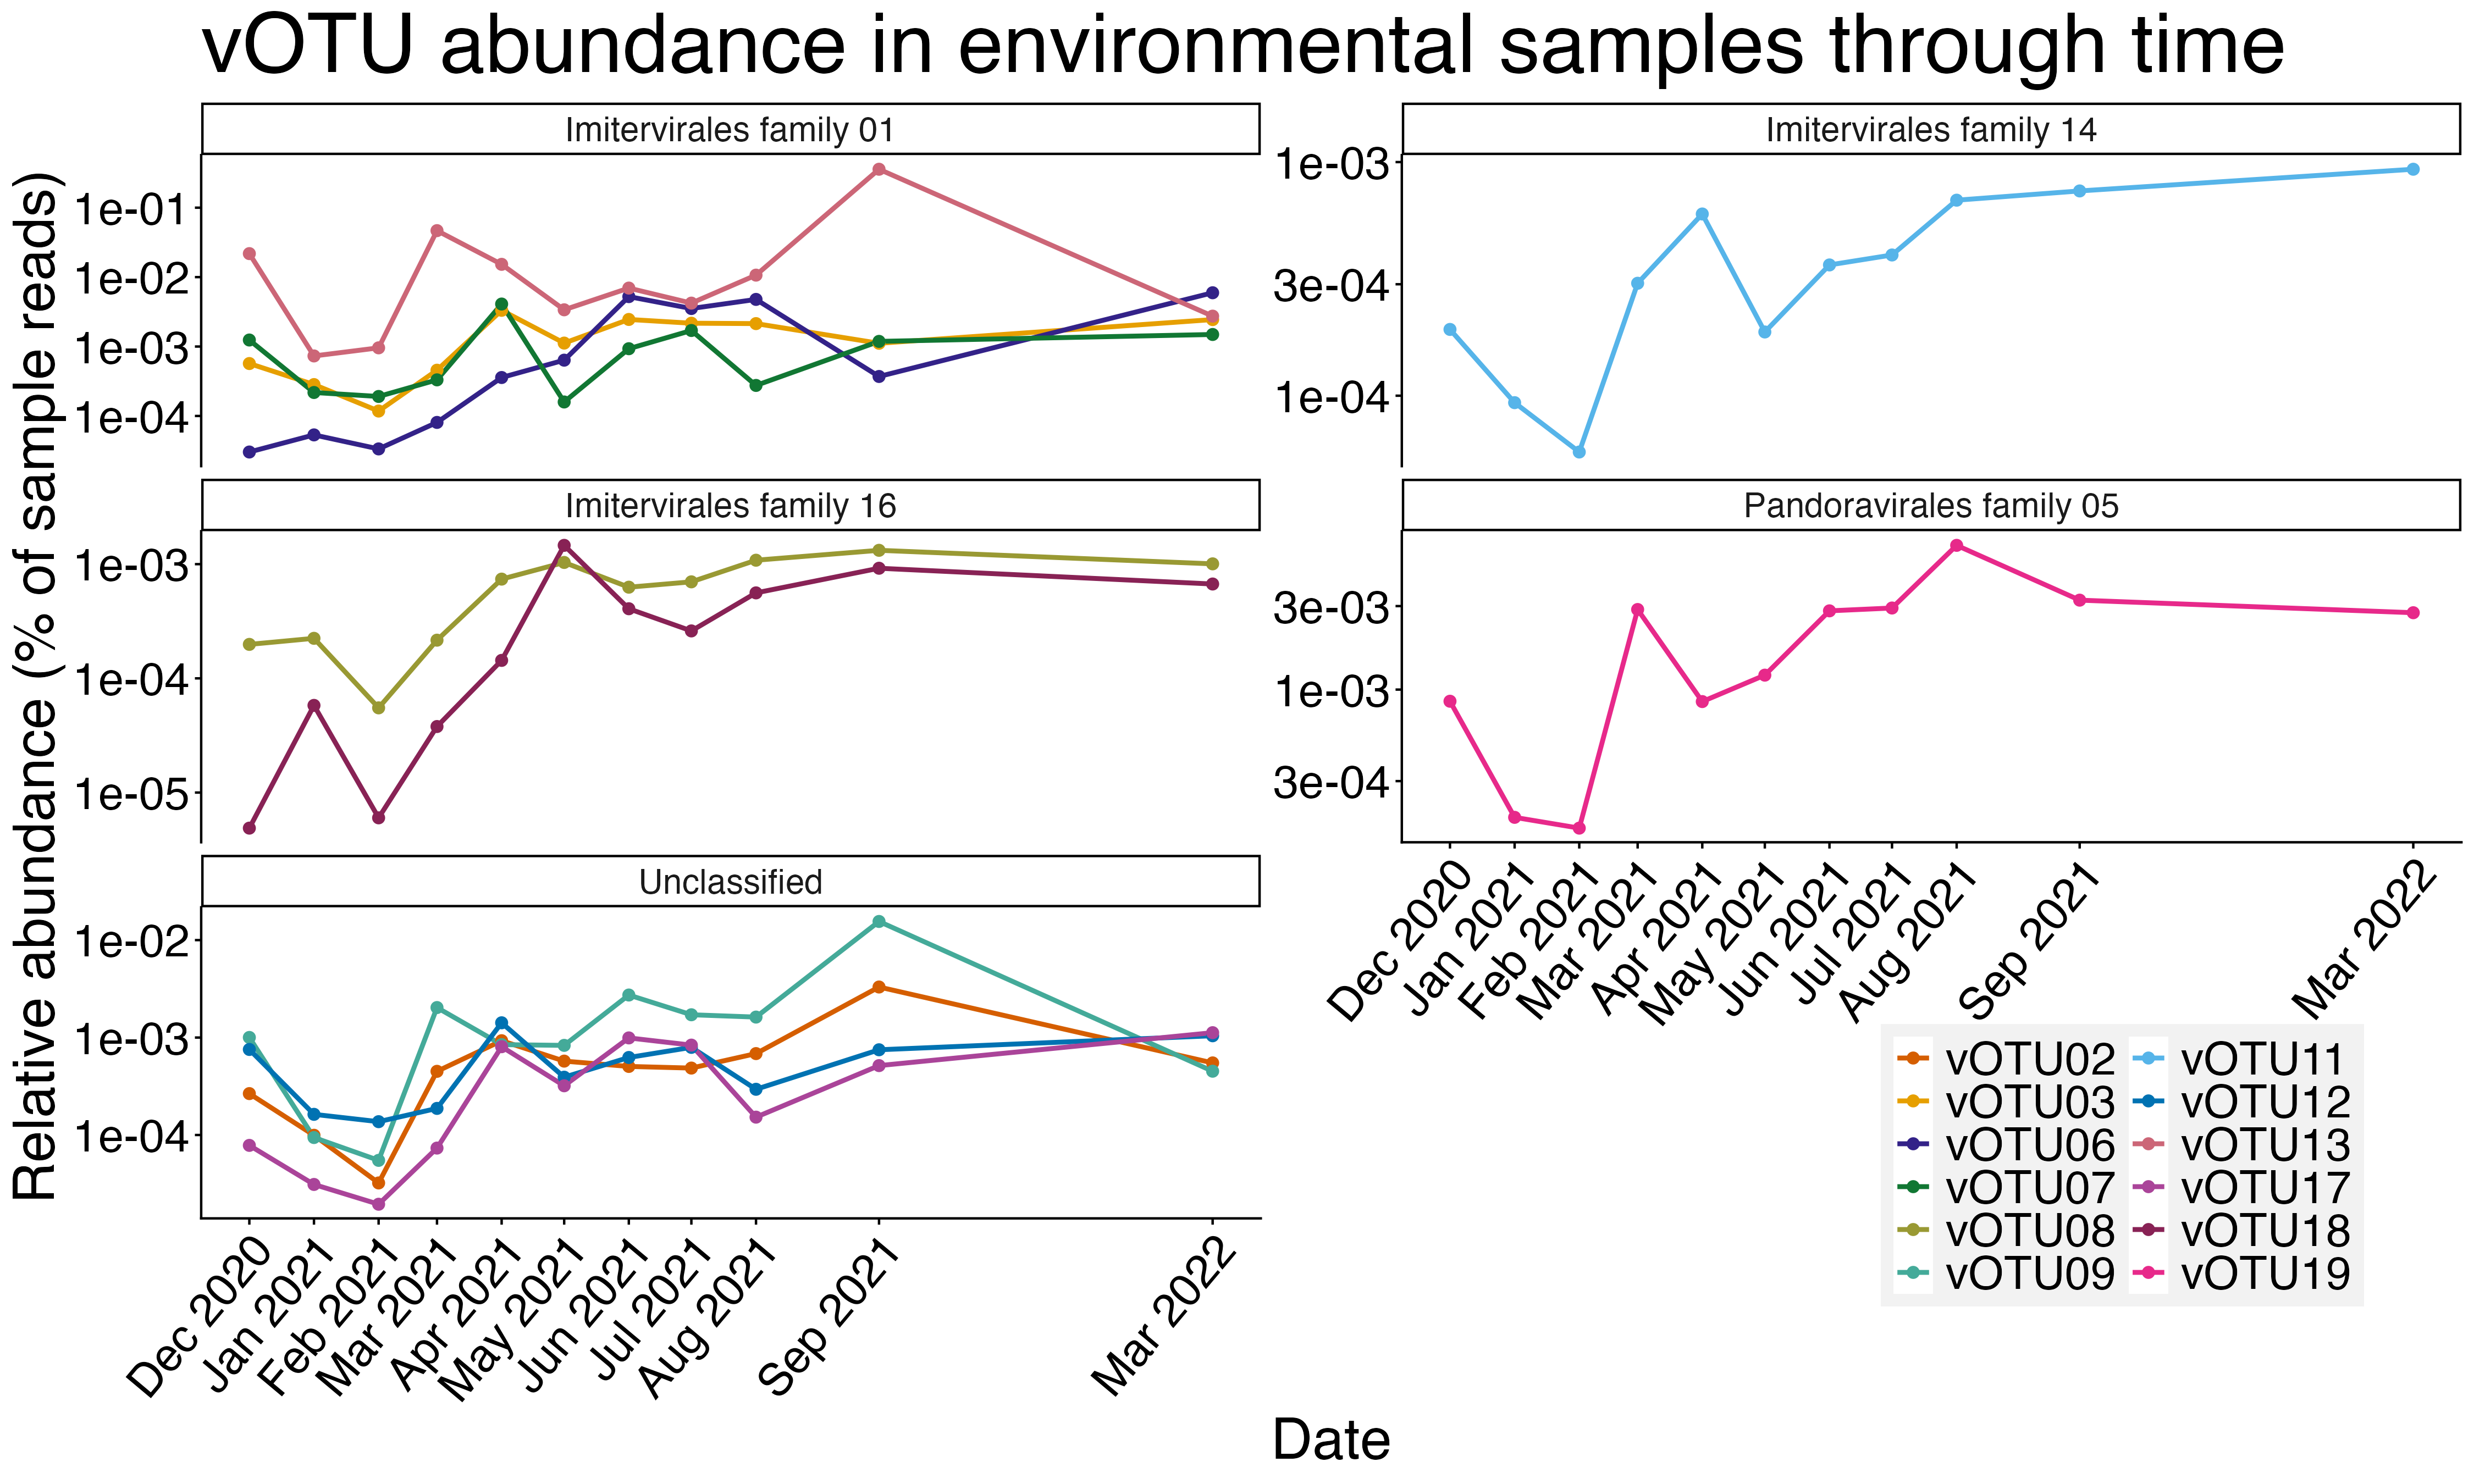 vOTU abundance in environmental samples through time
Relative abundance (% of sample reads)
Imitervirales family 01
1e-01
1e-02
1e-03
1e-04
Imitervirales family 14
1e-03
3e-04
1e-04
Imitervirales family 16
1e-03
1e-04
1e-05
Pandoravirales family 05
3e-03
1e-03
3e-04
Dec 2020
Jan 2021
Feb 2021
Mar 2021
Apr 2021
May 2021
Jun 2021
Jul 2021
Aug 2021
Sep 2021
Mar 2022
Unclassified
1e-02
1e-03
1e-04
Dec 2020
Jan 2021
Feb 2021
Mar 2021
Apr 2021
May 2021
Jun 2021
Jul 2021
Aug 2021
Sep 2021
Mar 2022
vOTU02
vOTU03
vOTU06
vOTU07
vOTU08
vOTU09
vOTU11
vOTU12
vOTU13
vOTU17
vOTU18
vOTU19
Date